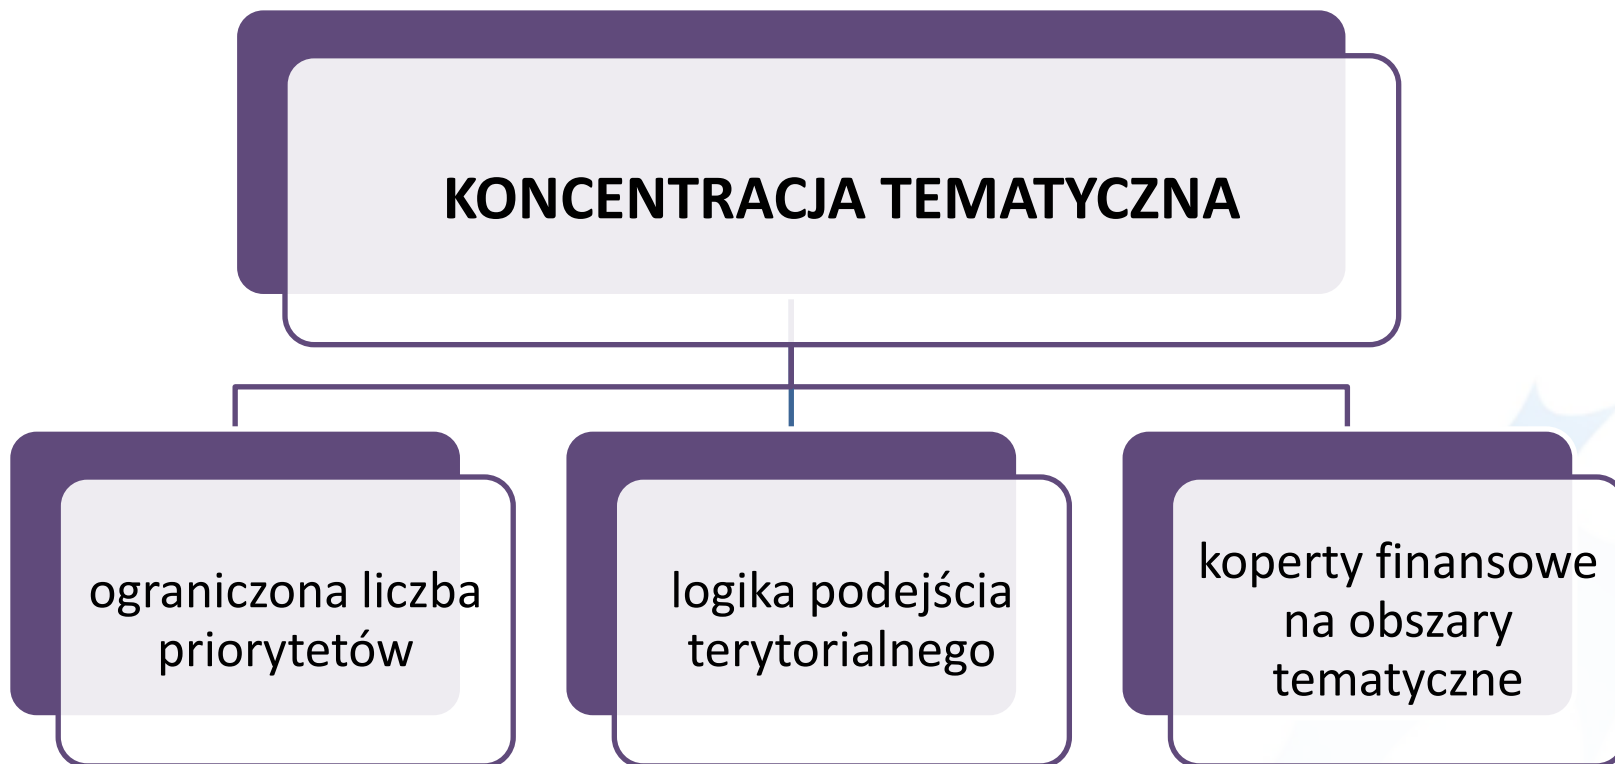 KONCENTRACJA TEMATYCZNA
ograniczona liczba
priorytetów
logika podejścia
terytorialnego
koperty finansowe
na obszary
tematyczne